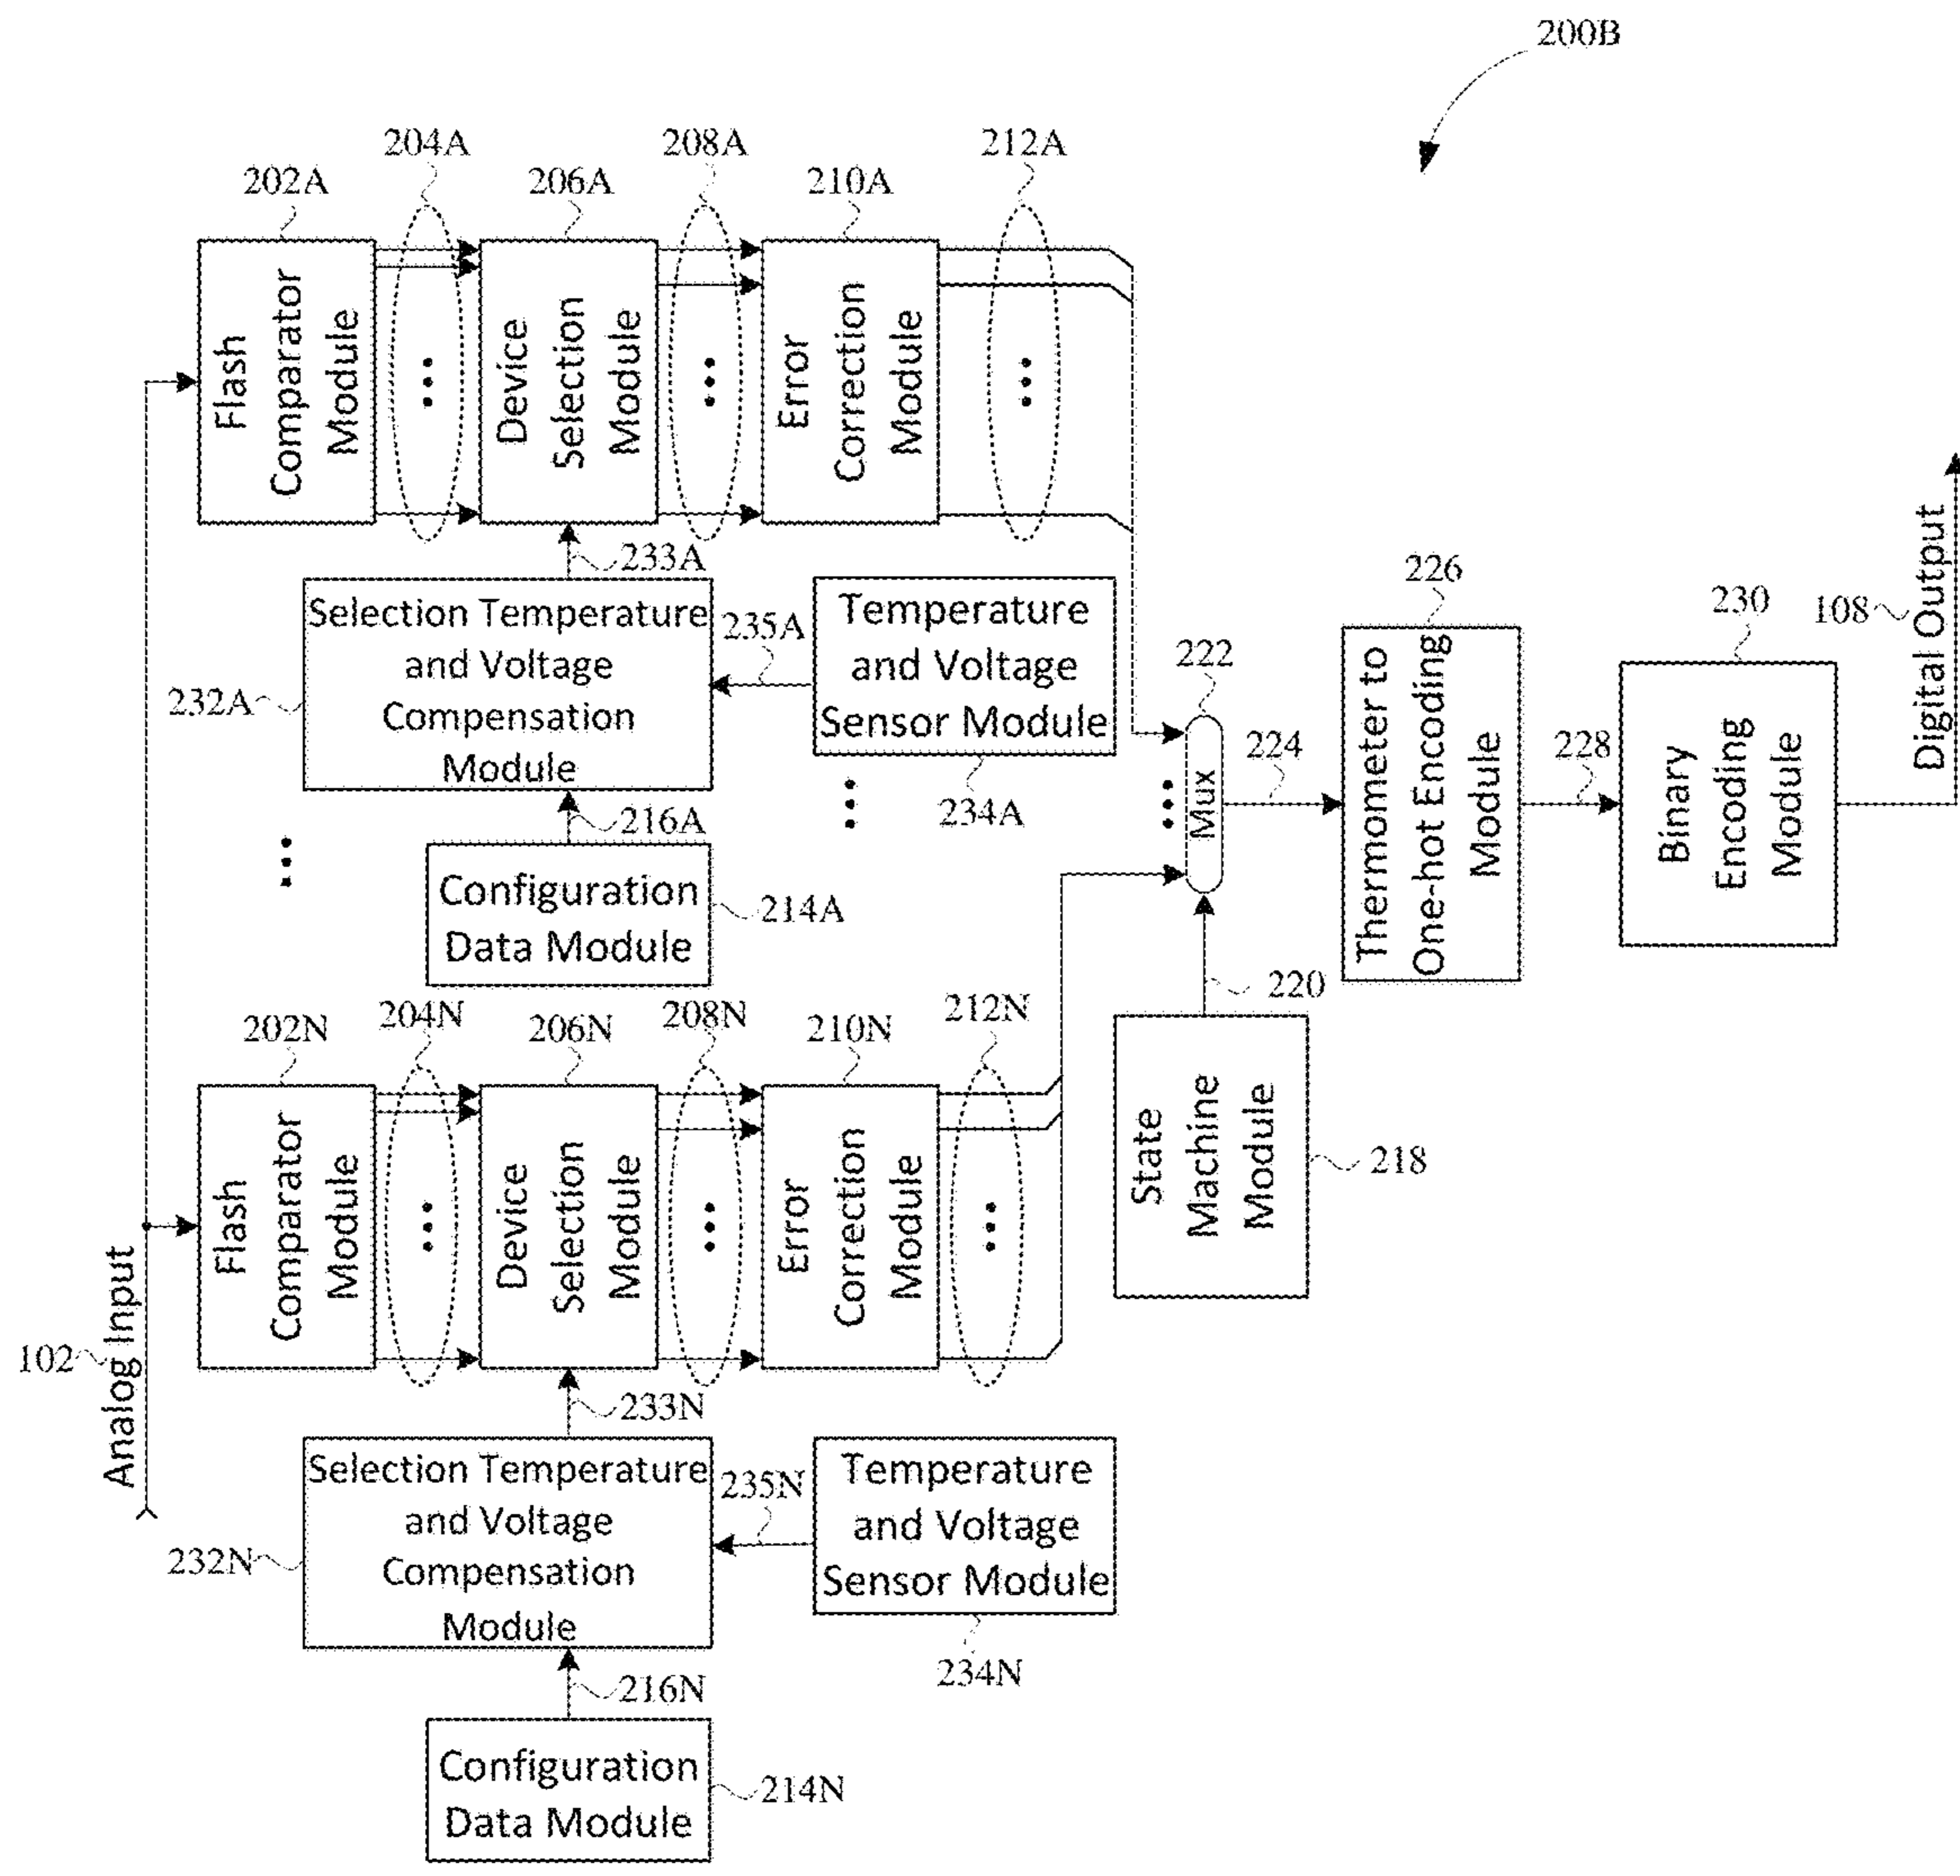 200B
204A
208A
212A
202A
206A
210A
Flash
Comparator
Module
Device
Selection
Module
Error
Correction
Module
233A
Selection Temperature
and Voltage
Compensation
Module
232A
235A
Temperature
and Voltage
Sensor Module
234A
216A
Configuration
Data Module
214A
222
Mux
224
226
Thermometer to
One-hot Encoding
Module
228
230
Binary
Encoding
Module
108
Digital Output
220
State
Machine
Module
218
204N
208N
212N
202N
206N
210N
Flash
Comparator
Module
Device
Selection
Module
Error
Correction
Module
102
Analog Input
233N
Selection Temperature
and Voltage
Compensation
Module
232N
235N
Temperature
and Voltage
Sensor Module
234N
216N
Configuration
Data Module
214N